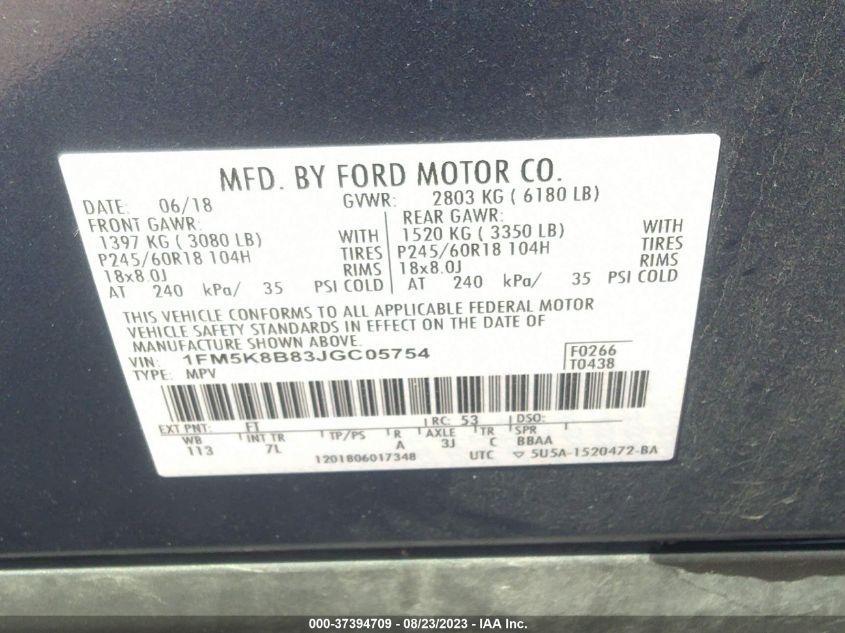 MFD. BY FORD MOTOR CO.
DATE: 06/18 GVWR: 2803 KG ( 6180 LB)
FRONT GAWR: REAR GAWR:
1397 KG ( 3080 LB) WITH 1520 KG ( 3350 LB) WITH
P245/60R18 104H TIRES P245/60R18 104H TIRES
18x8.0J RIMS 18x8.0J RIMS
AT 240 kPa/ 35 PSI COLD AT 240 kPa/ 35 PSI COLD
THIS VEHICLE CONFORMS TO ALL APPLICABLE FEDERAL MOTOR
VEHICLE SAFETY STANDARDS IN EFFECT ON THE DATE OF
MANUFACTURE SHOWN ABOVE.
VIN: 1FM5K8B83JGC05754 F0266
TYPE: MPV T0438
EXT PNT: FT RC: 53 DSO:
WB INT TR TP/PS R AXLE TR SPR
113 7L A 3J C BBAA
1201806017348 UTC ▽ 5U5A-1520472-BA
000-37394709 - 08/23/2023 - IAA Inc.